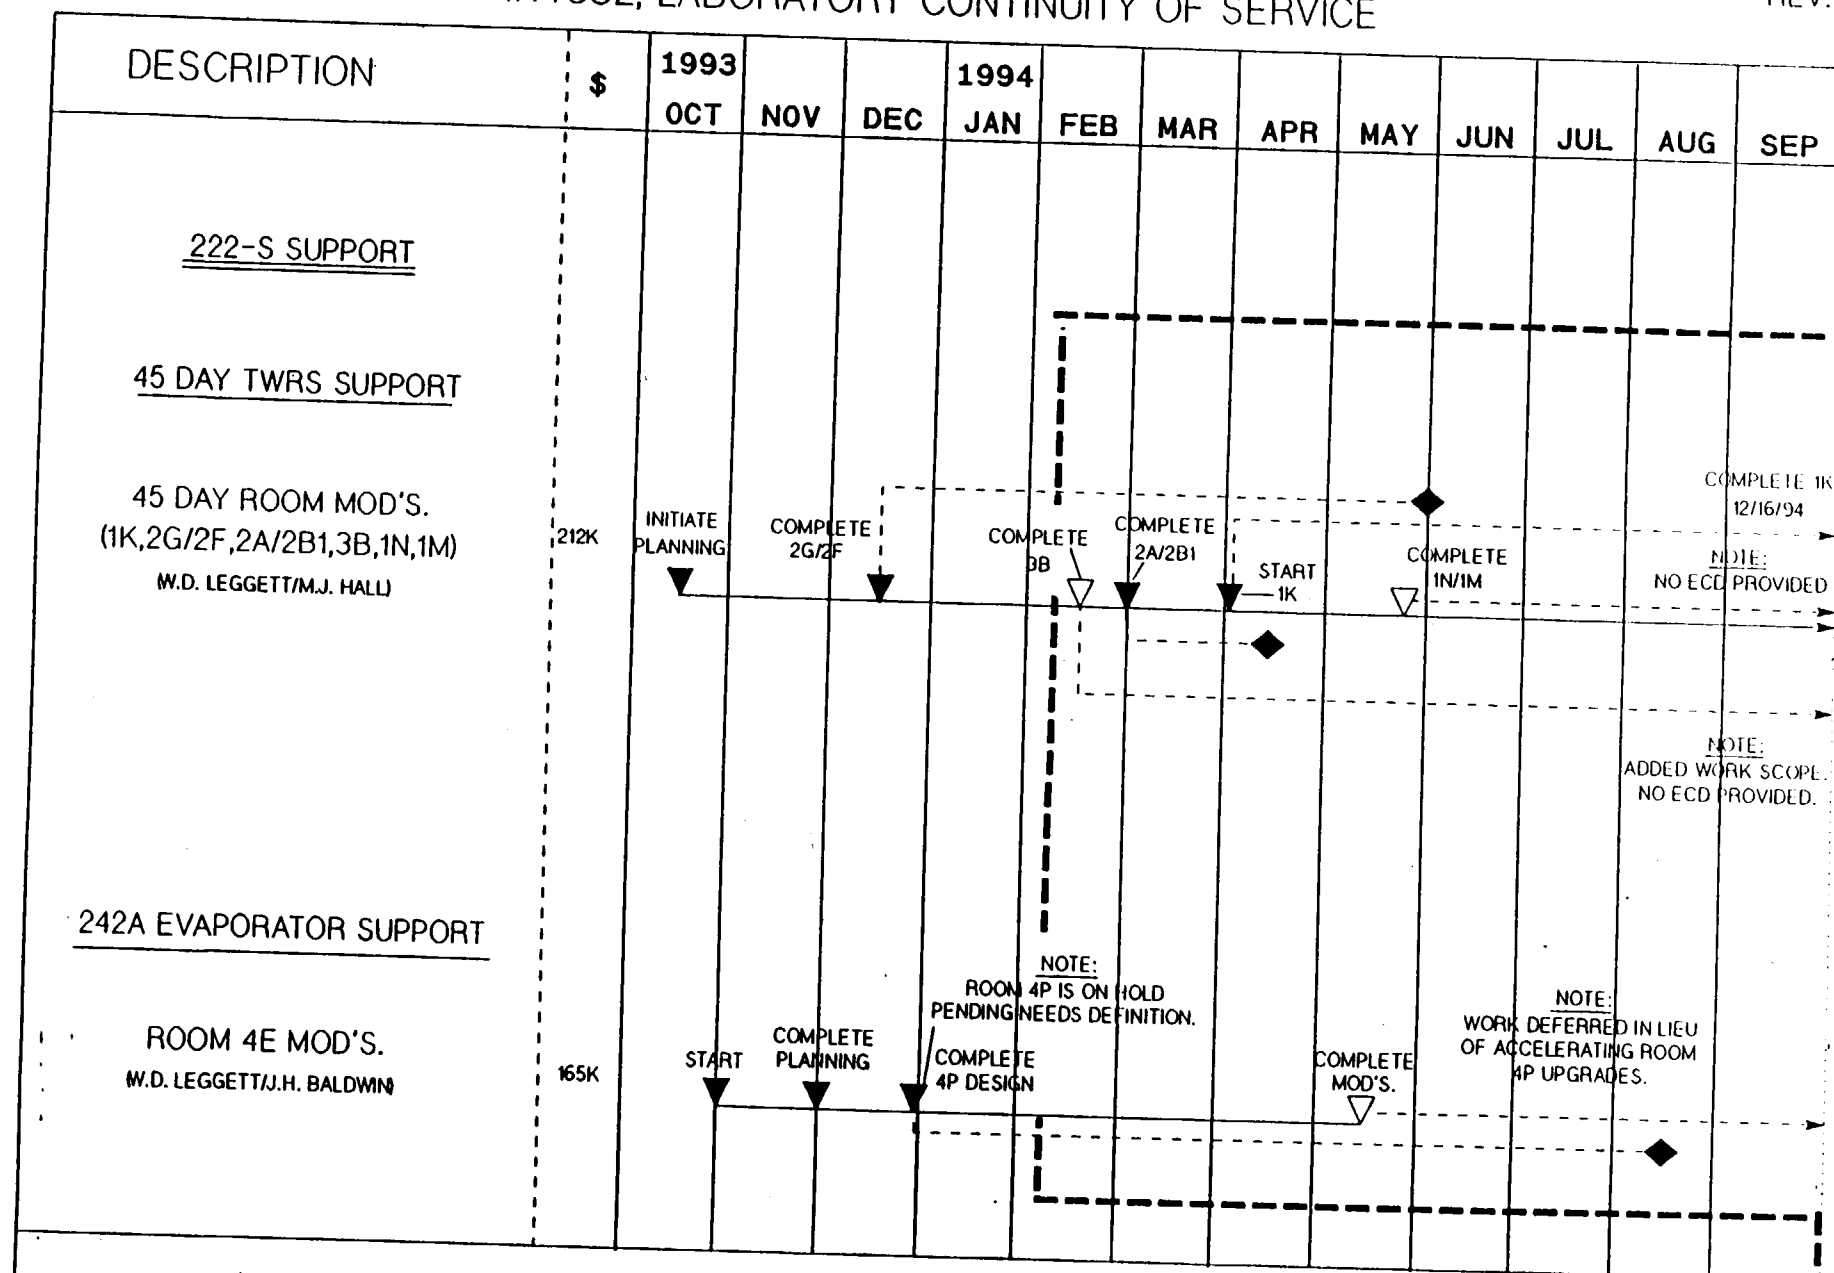 LABORATORY CONTINUITY OF SERVICE
REV.
DESCRIPTION
$
1993
1994
OCT NOV DEC JAN FEB MAR APR MAY JUN JUL AUG SEP
222-S SUPPORT
45 DAY TWRS SUPPORT
45 DAY ROOM MOD'S.
(1K,2G/2F,2A/2B1,3B,1N,1M)
(W.D. LEGGETT/M.J. HALL)
212K
INITIATE
PLANNING
COMPLETE
2G/2F
COMPLETE
3B
COMPLETE
2A/2B1
START
1K
COMPLETE
1N/1M
COMPLETE 1K
12/16/94
NOTE:
NO ECD PROVIDED
NOTE:
ADDED WORK SCOPE.
NO ECD PROVIDED.
242A EVAPORATOR SUPPORT
ROOM 4E MOD'S.
(W.D. LEGGETT/J.H. BALDWIN)
165K
START
COMPLETE
PLANNING
NOTE:
ROOM 4P IS ON HOLD
PENDING NEEDS DEFINITION.
COMPLETE
4P DESIGN
COMPLETE
MOD'S.
NOTE:
WORK DEFERRED IN LIEU
OF ACCELERATING ROOM
4P UPGRADES.